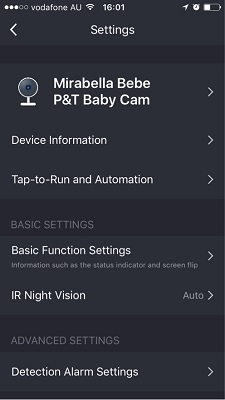 vodafone AU 16:01
Settings
Mirabella Bebe
P&T Baby Cam
Device Information
Tap-to-Run and Automation
BASIC SETTINGS
Basic Function Settings
Information such as the status indicator and screen flip
IR Night Vision Auto
ADVANCED SETTINGS
Detection Alarm Settings